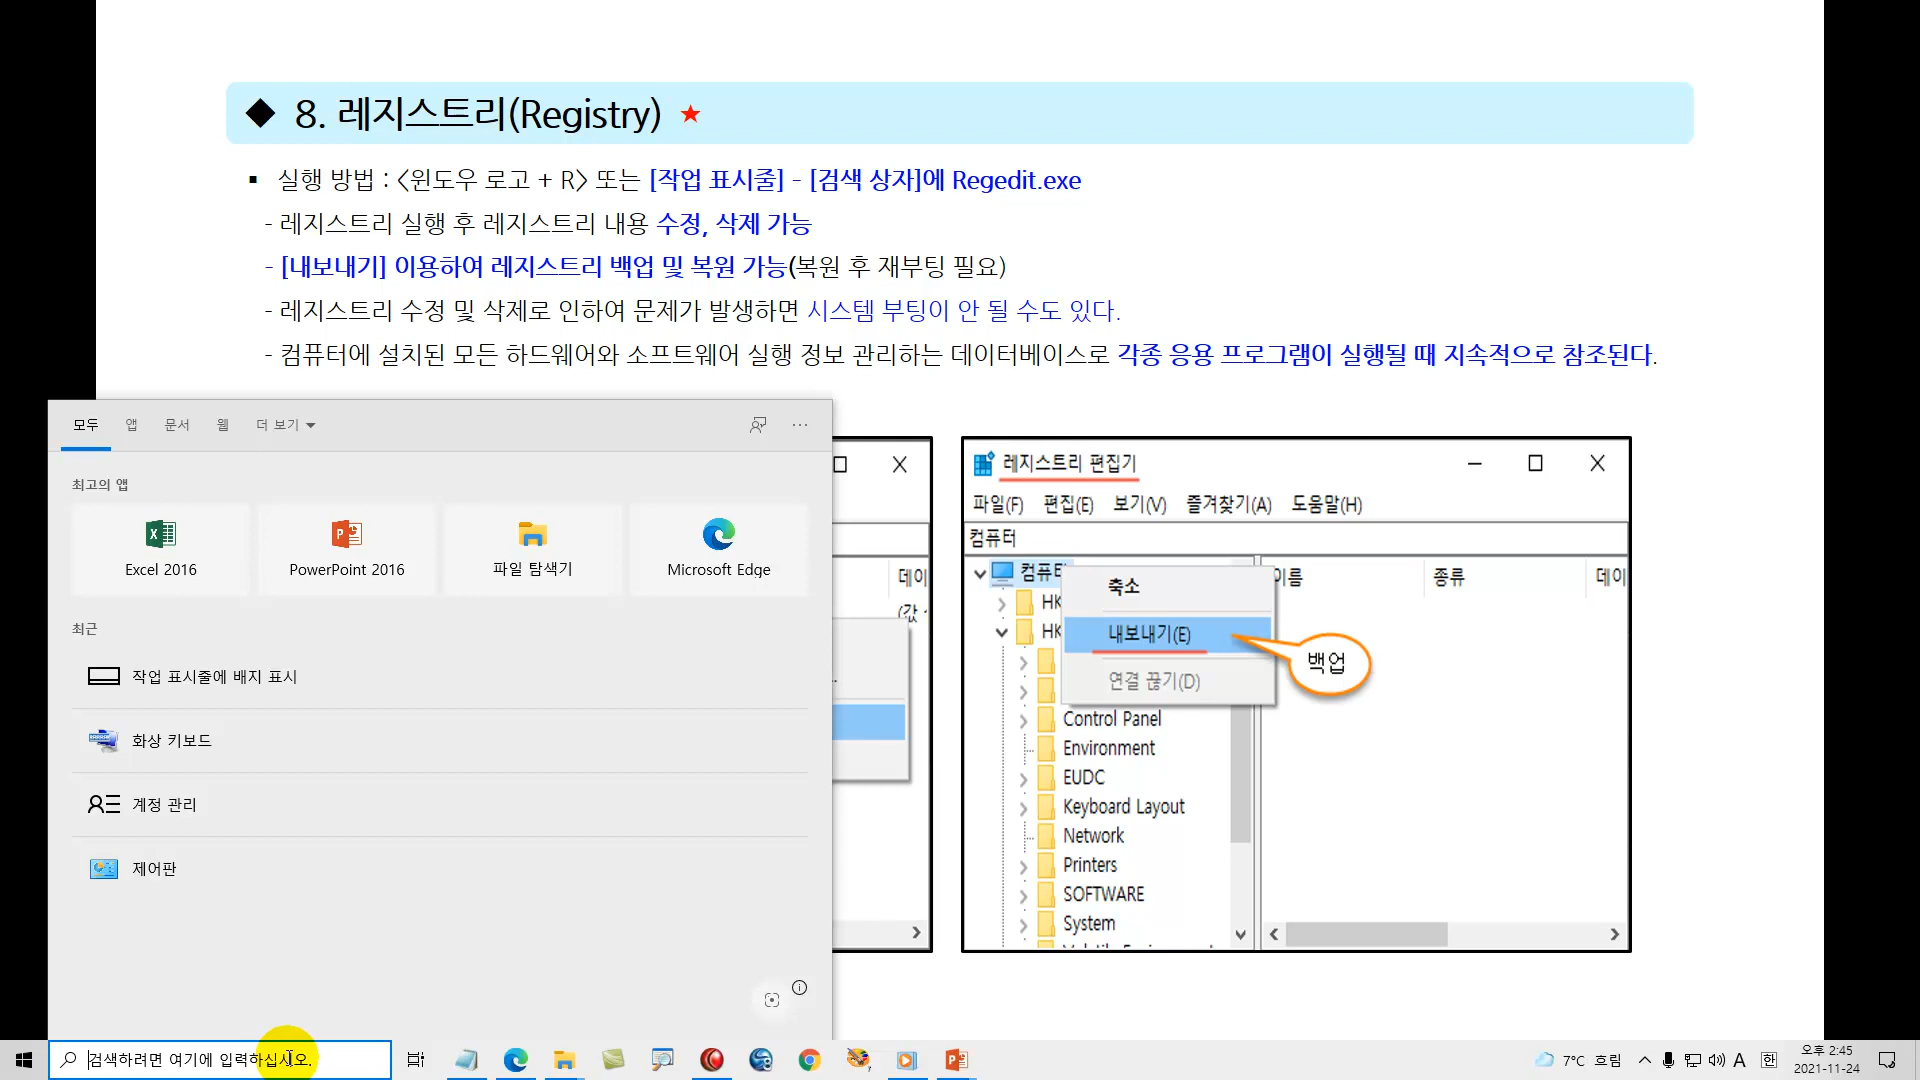 ◆ 8. 레지스트리(Registry) ★
▪ 실행 방법 : <윈도우 로고 + R> 또는 [작업 표시줄] - [검색 상자]에 Regedit.exe
- 레지스트리 실행 후 레지스트리 내용 수정, 삭제 가능
- [내보내기] 이용하여 레지스트리 백업 및 복원 가능(복원 후 재부팅 필요)
- 레지스트리 수정 및 삭제로 인하여 문제가 발생하면 시스템 부팅이 안 될 수도 있다.
- 컴퓨터에 설치된 모든 하드웨어와 소프트웨어 실행 정보 관리하는 데이터베이스로 각종 응용 프로그램이 실행될 때 지속적으로 참조된다.
모두 앱 문서 웹 더 보기
최고의 앱
Excel 2016
PowerPoint 2016
파일 탐색기
Microsoft Edge
최근
작업 표시줄에 배지 표시
화상 키보드
계정 관리
제어판
데이
(값
레지스트리 편집기
파일(F) 편집(E) 보기(V) 즐겨찾기(A) 도움말(H)
컴퓨터
컴퓨터
이름 종류 데이
HK
HK
축소
내보내기(E)
연결 끊기(D)
백업
Control Panel
Environment
EUDC
Keyboard Layout
Network
Printers
SOFTWARE
System
검색하려면 여기에 입력하십시오.
7°C 흐림
A
한
오후 2:45
2021-11-24